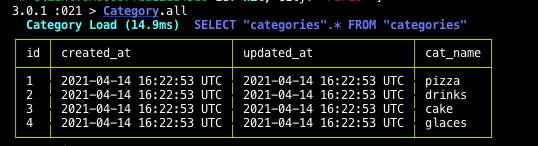 3.0.1 :021 > Category.all
Category Load (14.9ms)  SELECT "categories".* FROM "categories"
id created_at updated_at cat_name
1 2021-04-14 16:22:53 UTC 2021-04-14 16:22:53 UTC pizza
2 2021-04-14 16:22:53 UTC 2021-04-14 16:22:53 UTC drinks
3 2021-04-14 16:22:53 UTC 2021-04-14 16:22:53 UTC cake
4 2021-04-14 16:22:53 UTC 2021-04-14 16:22:53 UTC glaces